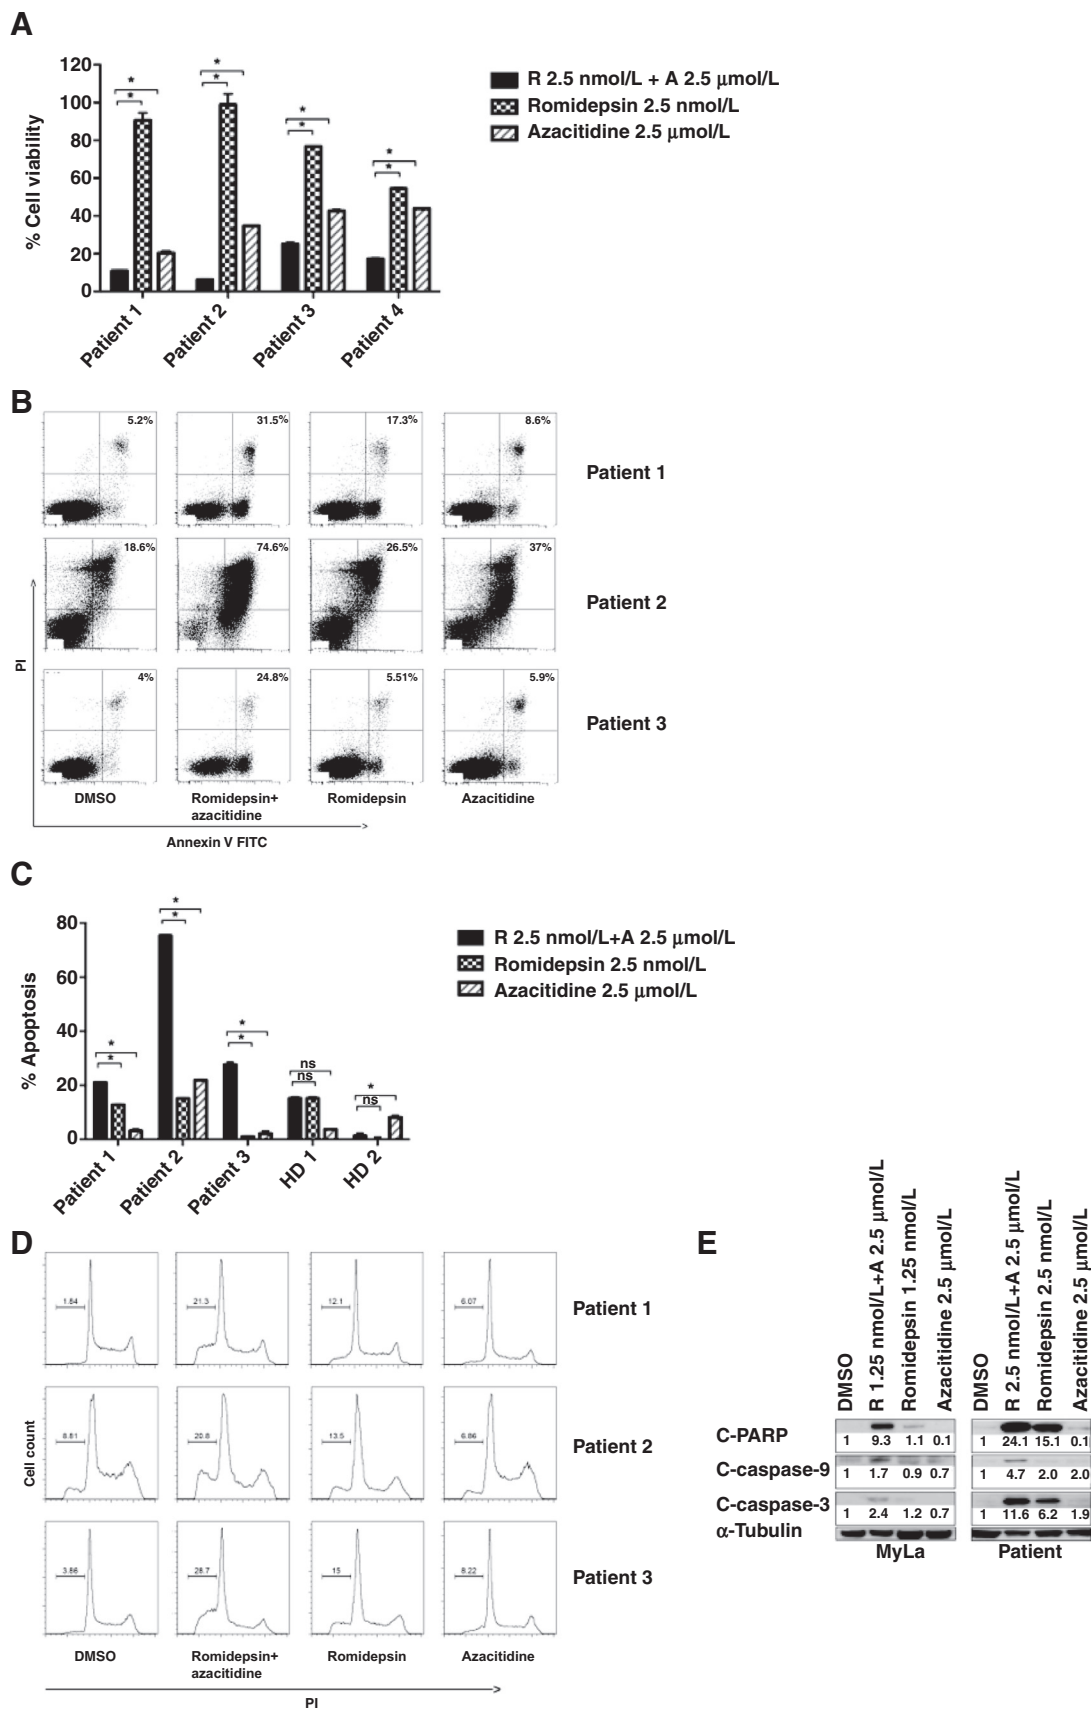 A
% Cell viability
120
100
80
60
40
20
0
*
*
*
*
*
*
*
*
Patient 1
Patient 2
Patient 3
Patient 4
R 2.5 nmol/L + A 2.5 μmol/L
Romidepsin 2.5 nmol/L
Azacitidine 2.5 μmol/L
B
5.2% 31.5% 17.3% 8.6%
Patient 1
18.6% 74.6% 26.5% 37%
Patient 2
4% 24.8% 5.51% 5.9%
Patient 3
PI
DMSO Romidepsin+ Romidepsin Azacitidine
azacitidine
Annexin V FITC
C
% Apoptosis
80
60
40
20
0
*
*
*
*
*
*
ns
ns
*
ns
Patient 1
Patient 2
Patient 3
HD 1
HD 2
R 2.5 nmol/L+A 2.5 μmol/L
Romidepsin 2.5 nmol/L
Azacitidine 2.5 μmol/L
D
Cell count
1.84 21.3 12.1 6.07
Patient 1
8.81 20.8 13.5 6.86
Patient 2
3.86 28.7 15 8.22
Patient 3
DMSO Romidepsin+ Romidepsin Azacitidine
azacitidine
PI
E
DMSO
R 1.25 nmol/L+A 2.5 μmol/L
Romidepsin 1.25 nmol/L
Azacitidine 2.5 μmol/L
DMSO
R 2.5 nmol/L+A 2.5 μmol/L
Romidepsin 2.5 nmol/L
Azacitidine 2.5 μmol/L
C-PARP
1 9.3 1.1 0.1 1 24.1 15.1 0.1
C-caspase-9
1 1.7 0.9 0.7 1 4.7 2.0 2.0
C-caspase-3
1 2.4 1.2 0.7 1 11.6 6.2 1.9
α-Tubulin
MyLa Patient